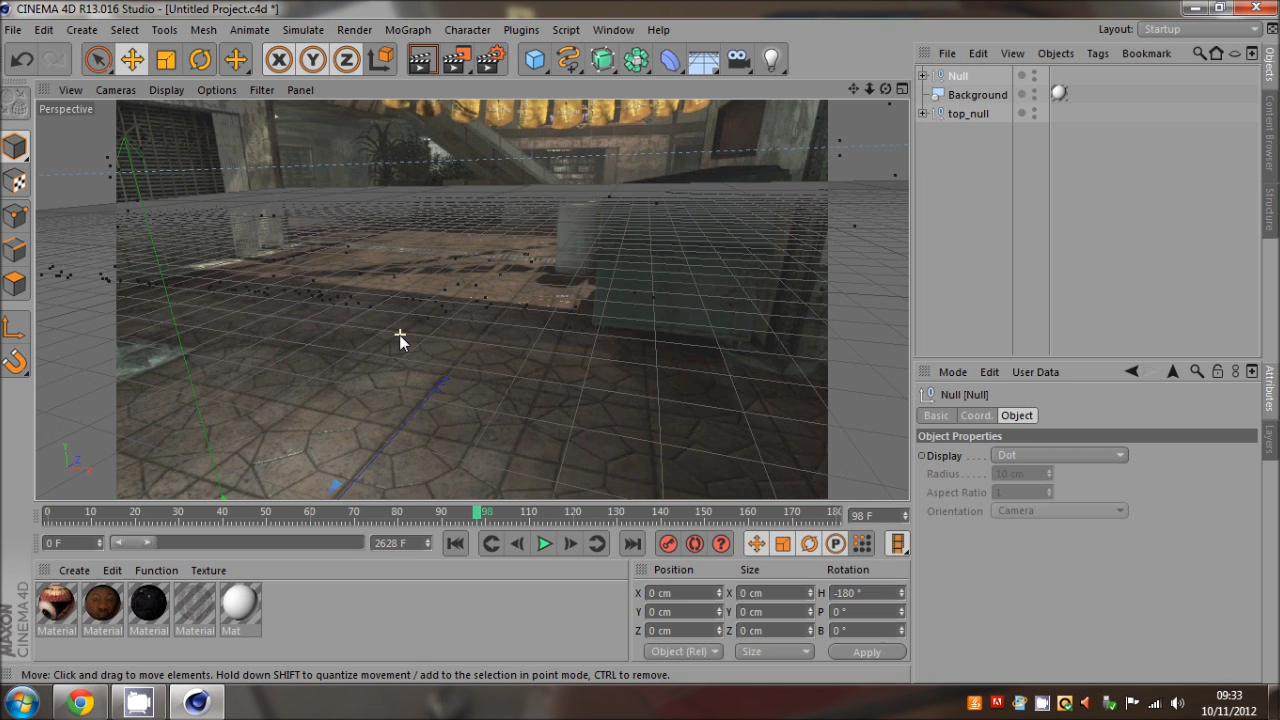 CINEMA 4D R13.016 Studio - [Untitled Project.c4d *]
File Edit Create Select Tools Mesh Animate Simulate Render MoGraph Character Plugins Script Window Help
Layout: Startup
File Edit View Objects Tags Bookmark
View Cameras Display Options Filter Panel
Perspective
Null
Background
top_null
Objects
Content Browser
Structure
Mode Edit User Data
Null [Null]
Basic Coord. Object
Object Properties
Display Dot
Radius 10 cm
Aspect Ratio 1
Orientation Camera
Attributes
Layers
Y
Z
X
0 10 20 30 40 50 60 70 80 90 98 110 120 130 140 150 160 170 180 98 F
0 F 2628 F
Create Edit Function Texture
Material Material Material Material Mat
Position Size Rotation
X 0 cm X 0 cm H -180 °
Y 0 cm Y 0 cm P 0 °
Z 0 cm Z 0 cm B 0 °
Object (Rel) Size Apply
MAXON
CINEMA 4D
Move: Click and drag to move elements. Hold down SHIFT to quantize movement / add to the selection in point mode, CTRL to remove.
09:33
10/11/2012